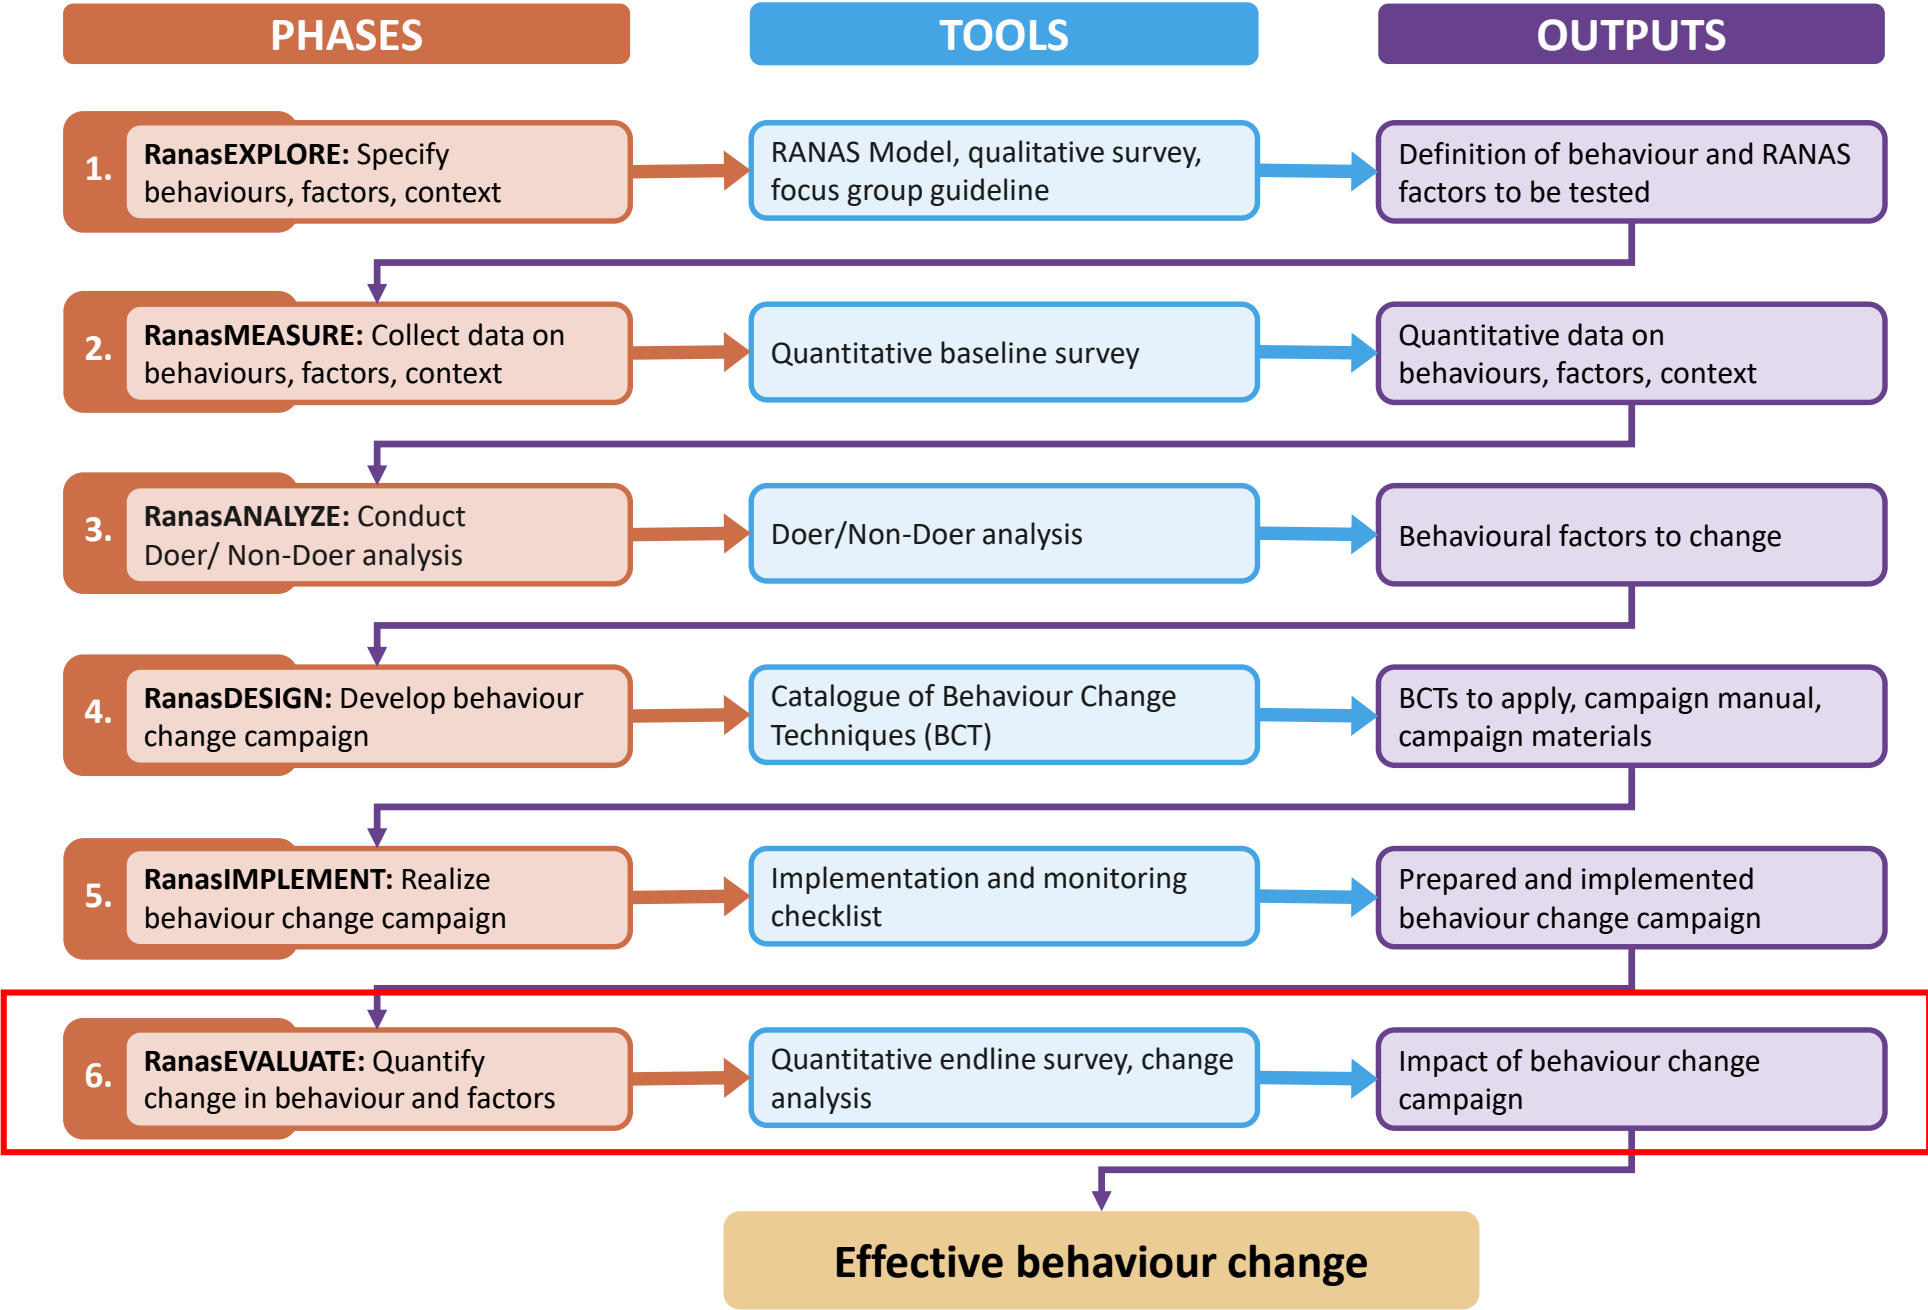 PHASES
TOOLS
OUTPUTS
1.
RanasEXPLORE: Specify
behaviours, factors, context
RANAS Model, qualitative survey,
focus group guideline
Definition of behaviour and RANAS
factors to be tested
2.
RanasMEASURE: Collect data on
behaviours, factors, context
Quantitative baseline survey
Quantitative data on
behaviours, factors, context
3.
RanasANALYZE: Conduct
Doer/ Non-Doer analysis
Doer/Non-Doer analysis
Behavioural factors to change
4.
RanasDESIGN: Develop behaviour
change campaign
Catalogue of Behaviour Change
Techniques (BCT)
BCTs to apply, campaign manual,
campaign materials
5.
RanasIMPLEMENT: Realize
behaviour change campaign
Implementation and monitoring
checklist
Prepared and implemented
behaviour change campaign
6.
RanasEVALUATE: Quantify
change in behaviour and factors
Quantitative endline survey, change
analysis
Impact of behaviour change
campaign
Effective behaviour change